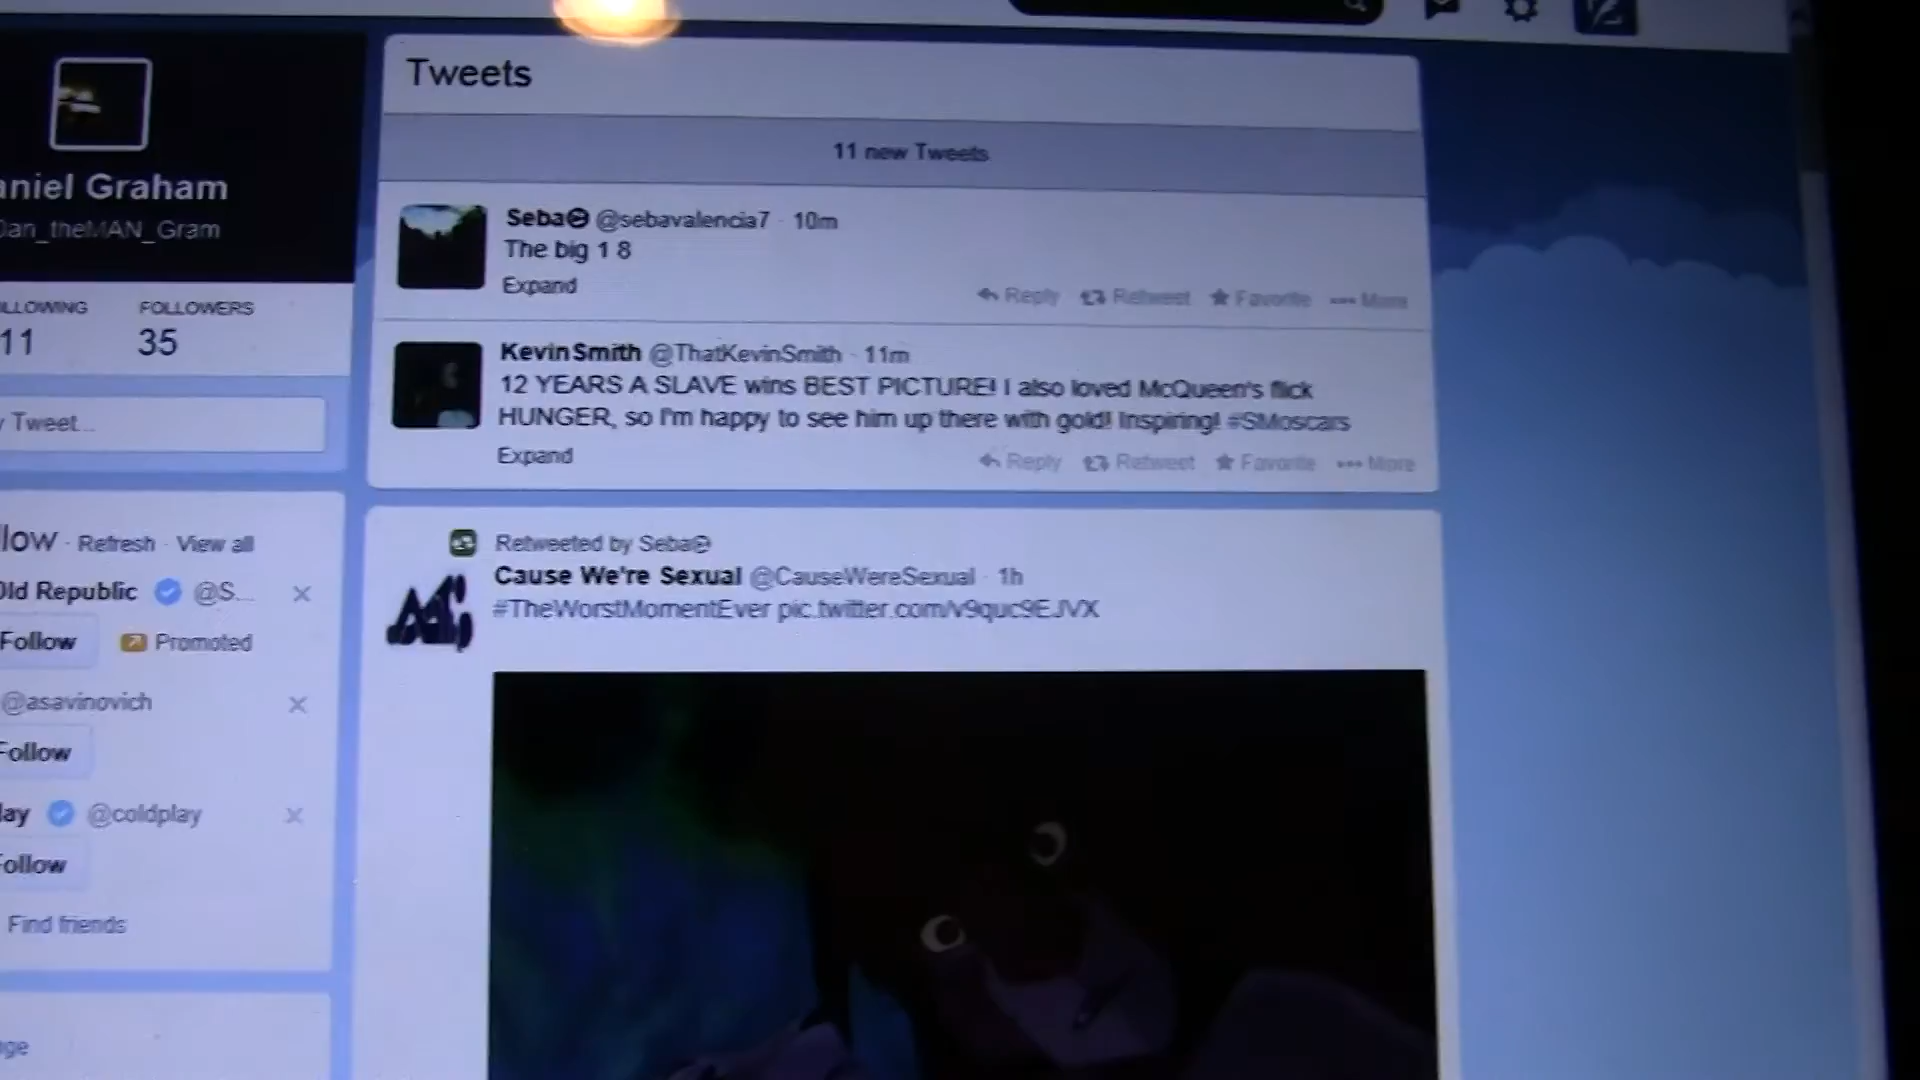 Tweets
11 new Tweets
aniel Graham
Dan_theMAN_Gram
LLOWING FOLLOWERS
11 35
Tweet...
Seba @sebavalencia7 · 10m
The big 1 8
Expand
Reply Retweet Favorite More
KevinSmith @ThatKevinSmith · 11m
12 YEARS A SLAVE wins BEST PICTURE! I also loved McQueen's flick
HUNGER, so I'm happy to see him up there with gold! Inspiring! #SMoscars
Expand
Reply Retweet Favorite More
low · Refresh · View all
Old Republic @S...
Follow Promoted
@asavinovich
Follow
lay @coldplay
Follow
Find friends
nge
Retweeted by Seba
Cause We're Sexual @CauseWereSexual · 1h
#TheWorstMomentEver pic.twitter.com/v9quc9EJVX